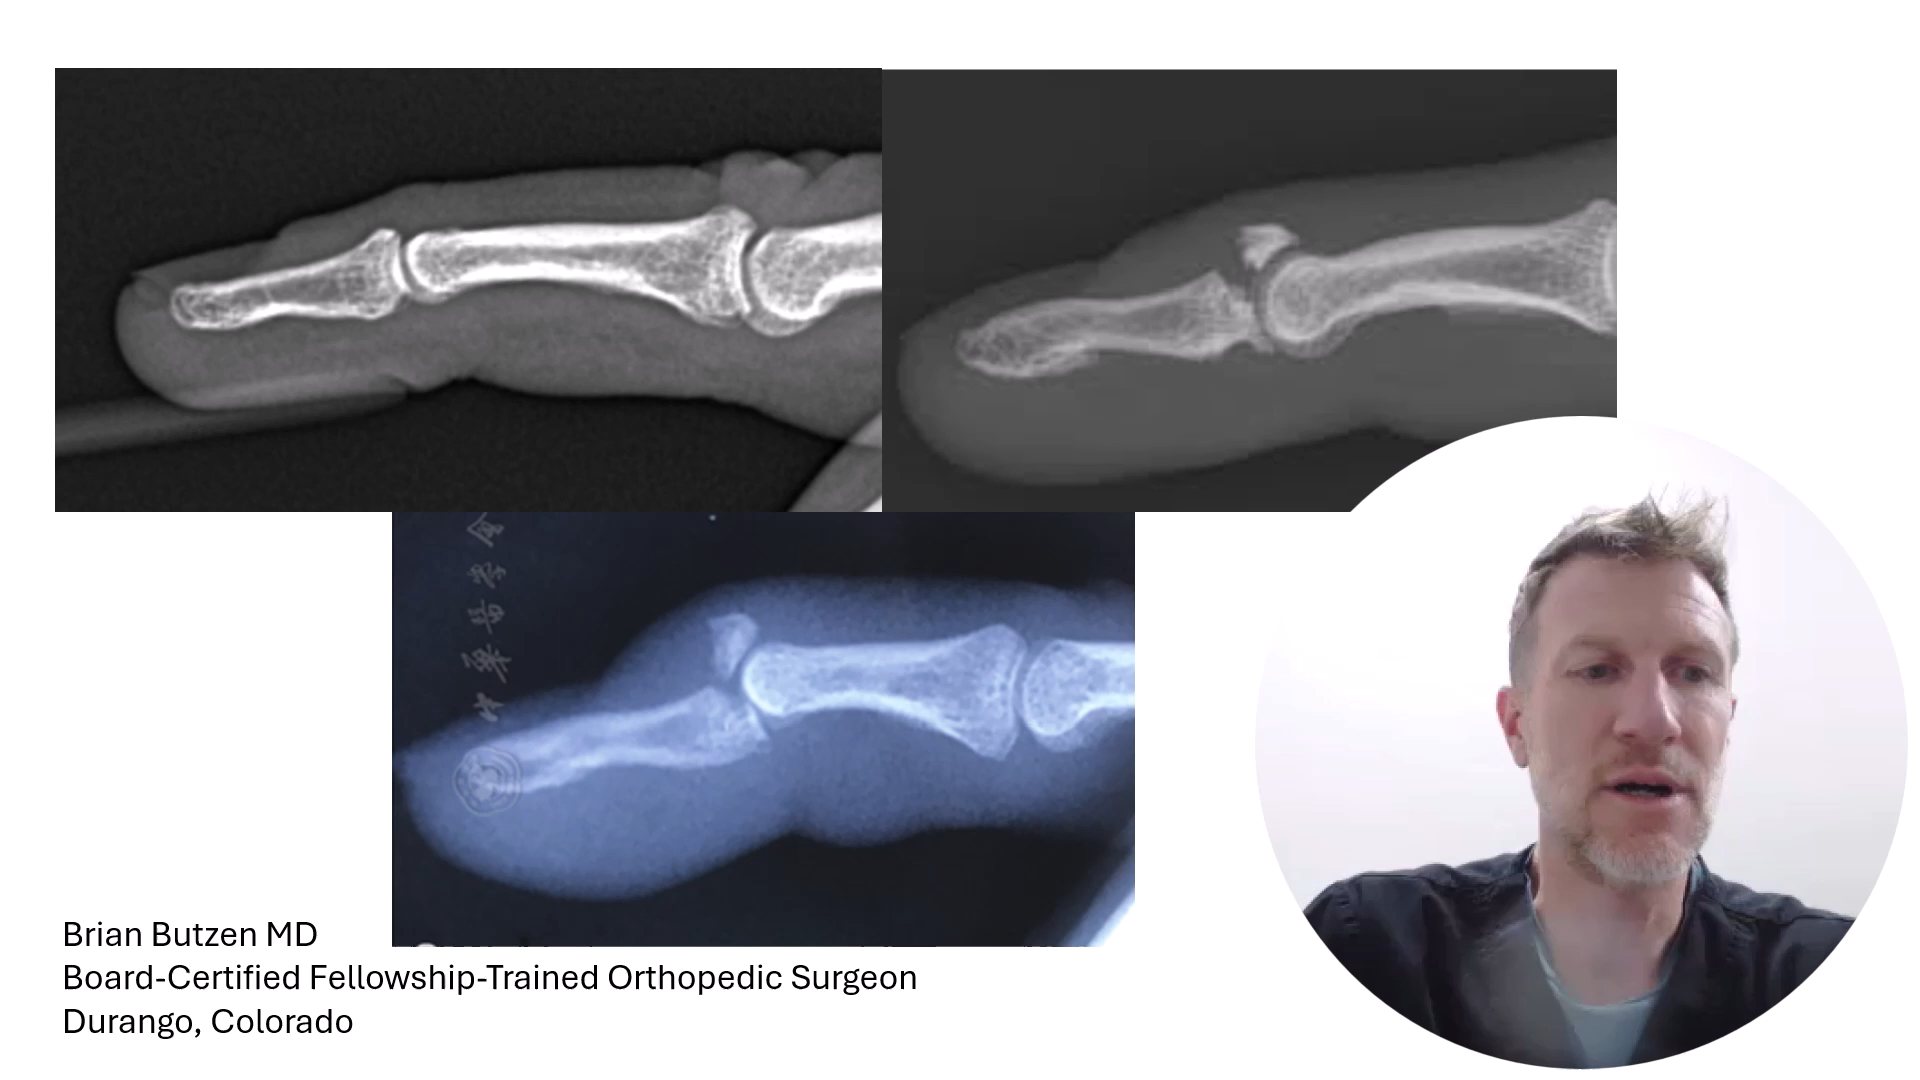 Brian Butzen MD
Board-Certified Fellowship-Trained Orthopedic Surgeon
Durango, Colorado